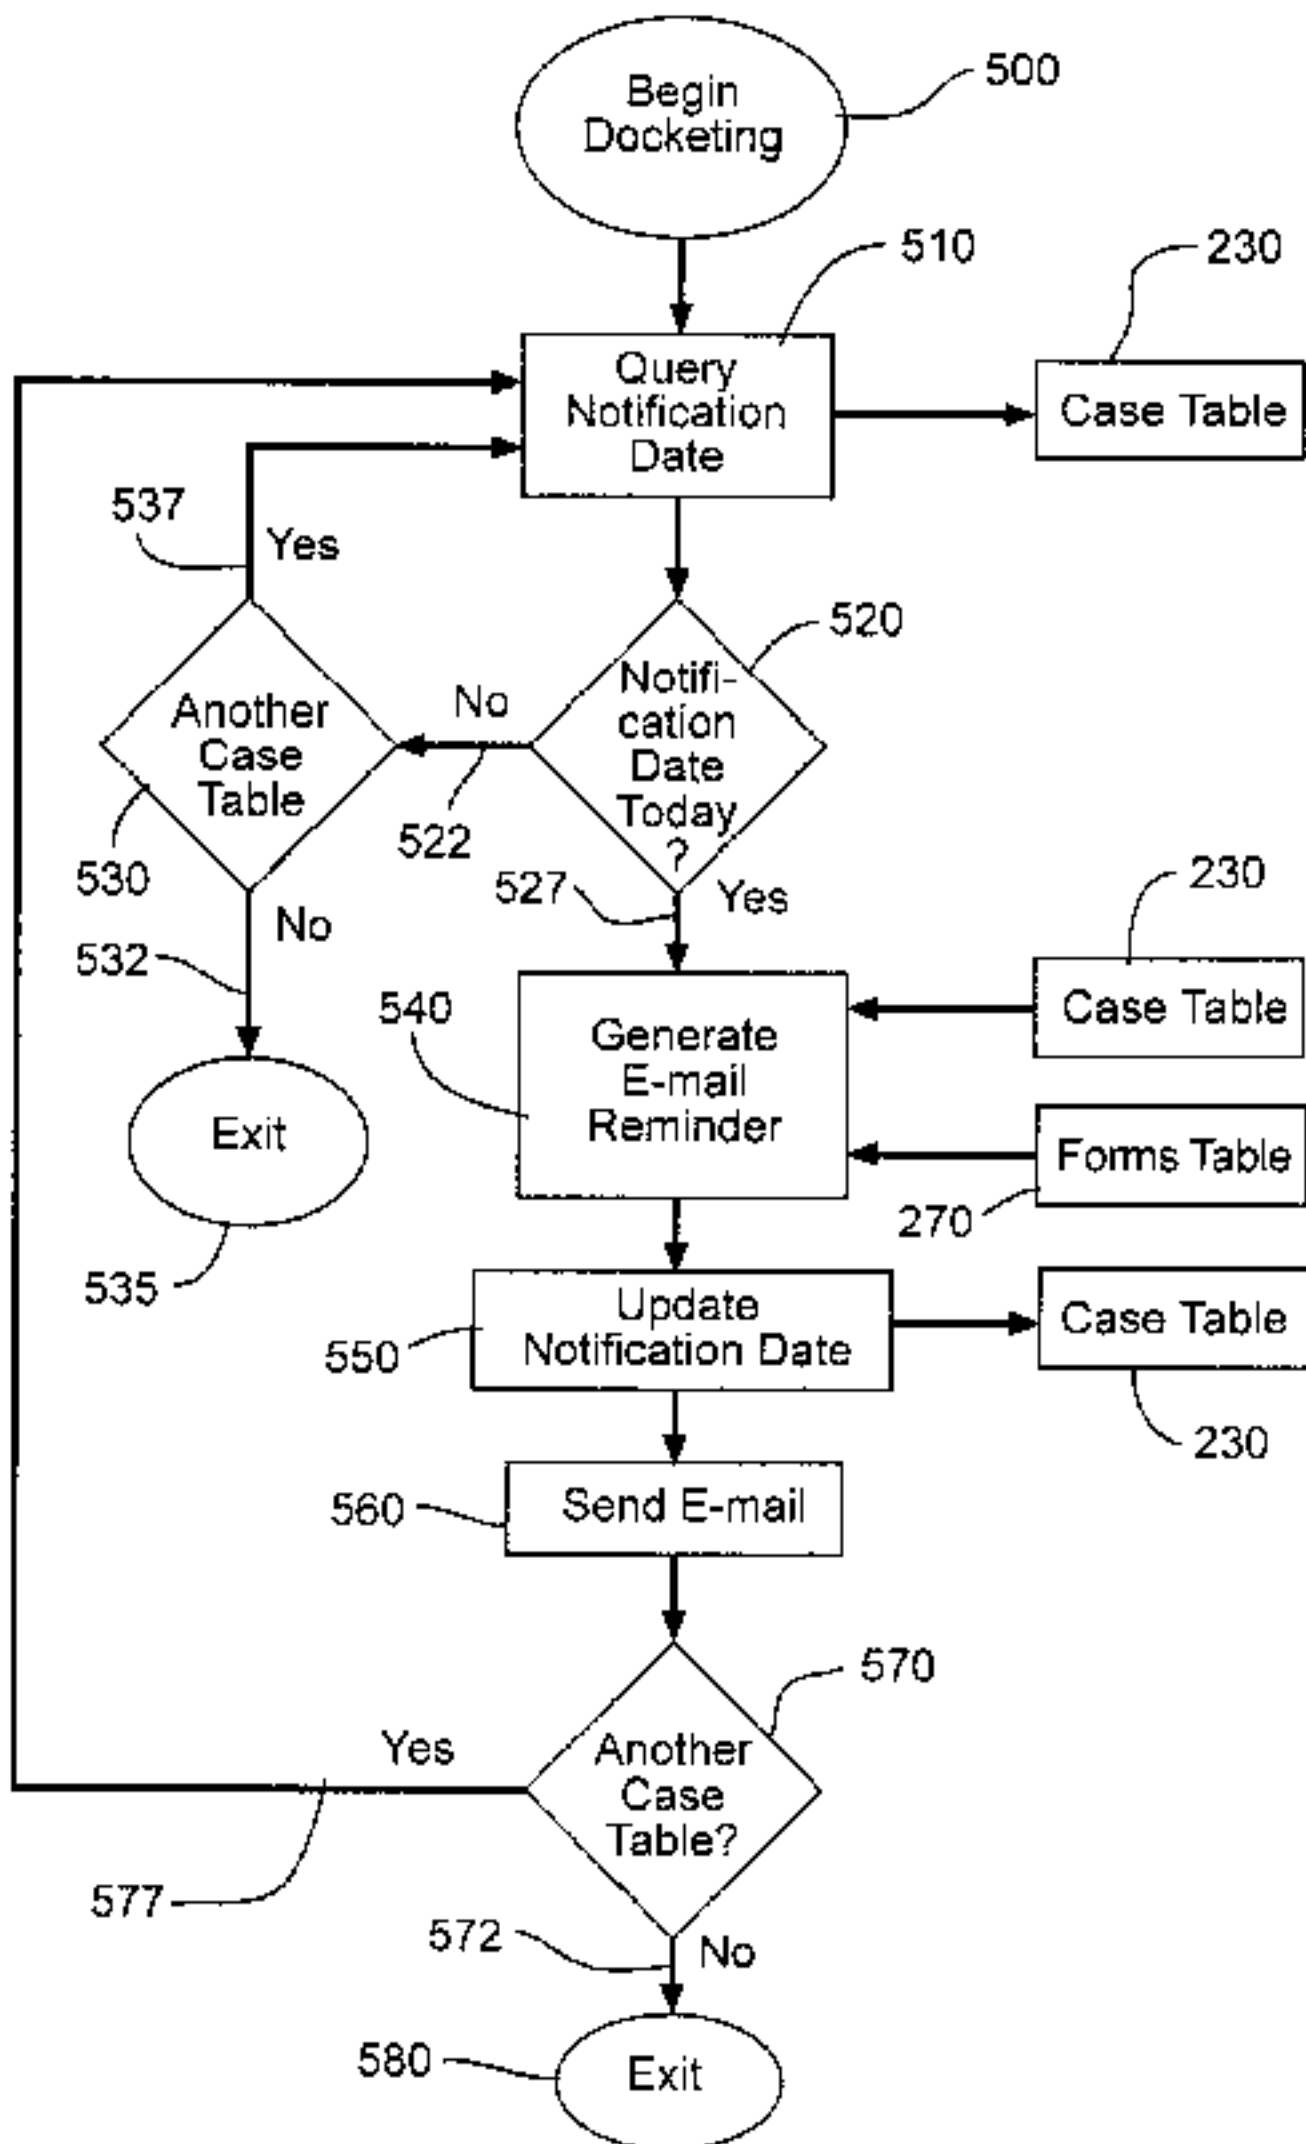 Begin
Docketing
500
510
230
Query
Notification
Date
Case Table
537
Yes
520
Notifi-
cation
Date
Today
?
No
522
Another
Case
Table
530
527
Yes
No
532
230
Case Table
540
Generate
E-mail
Reminder
Exit
535
Forms Table
270
Update
Notification Date
550
Case Table
230
560
Send E-mail
570
Another
Case
Table?
Yes
577
572
No
580
Exit